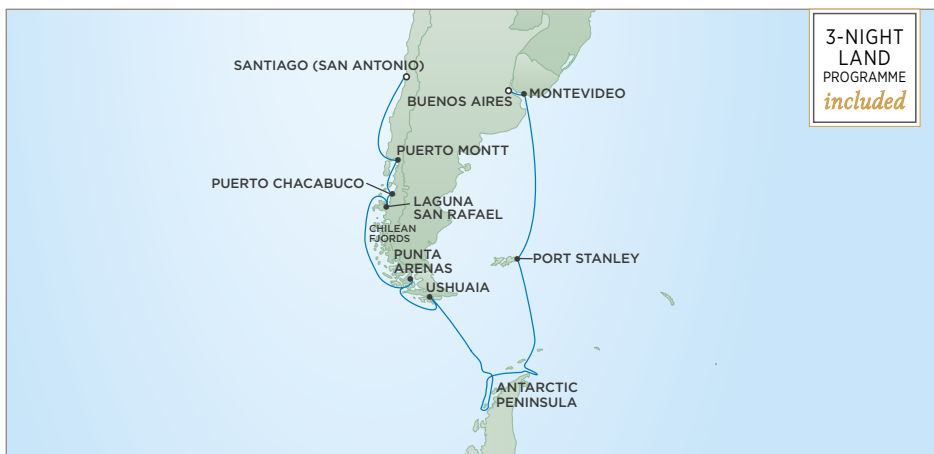 3-NIGHT
LAND
PROGRAMME
included
SANTIAGO (SAN ANTONIO)
BUENOS AIRES
MONTEVIDEO
PUERTO MONTT
PUERTO CHACABUCO
LAGUNA
SAN RAFAEL
CHILEAN
FJORDS
PUNTA
ARENAS
PORT STANLEY
USHUAIA
ANTARCTIC
PENINSULA